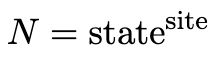 N = state^site